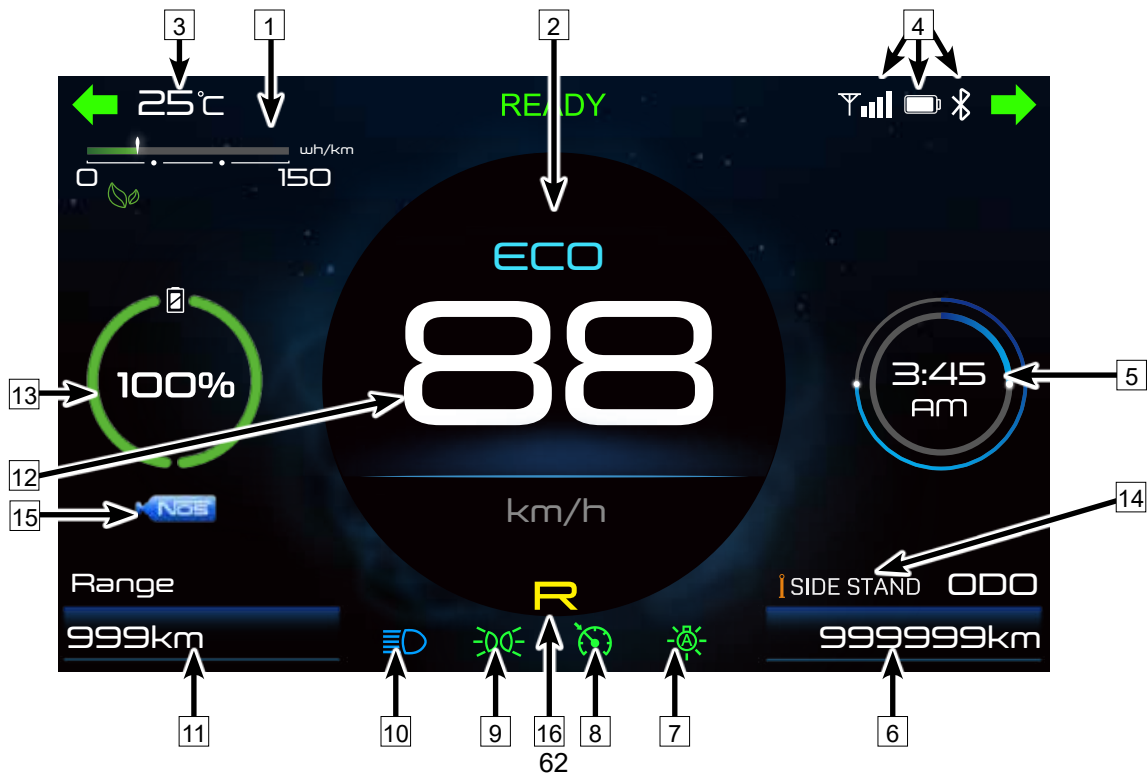 3 1 2 4
25℃ READY
wh/km
0 150
ECO
88
100% 3:45
AM
13 5
12
km/h
15 NOS 14
Range SIDE STAND ODO
R
999km 999999km
A
11 10 9 16 8 7 6
62